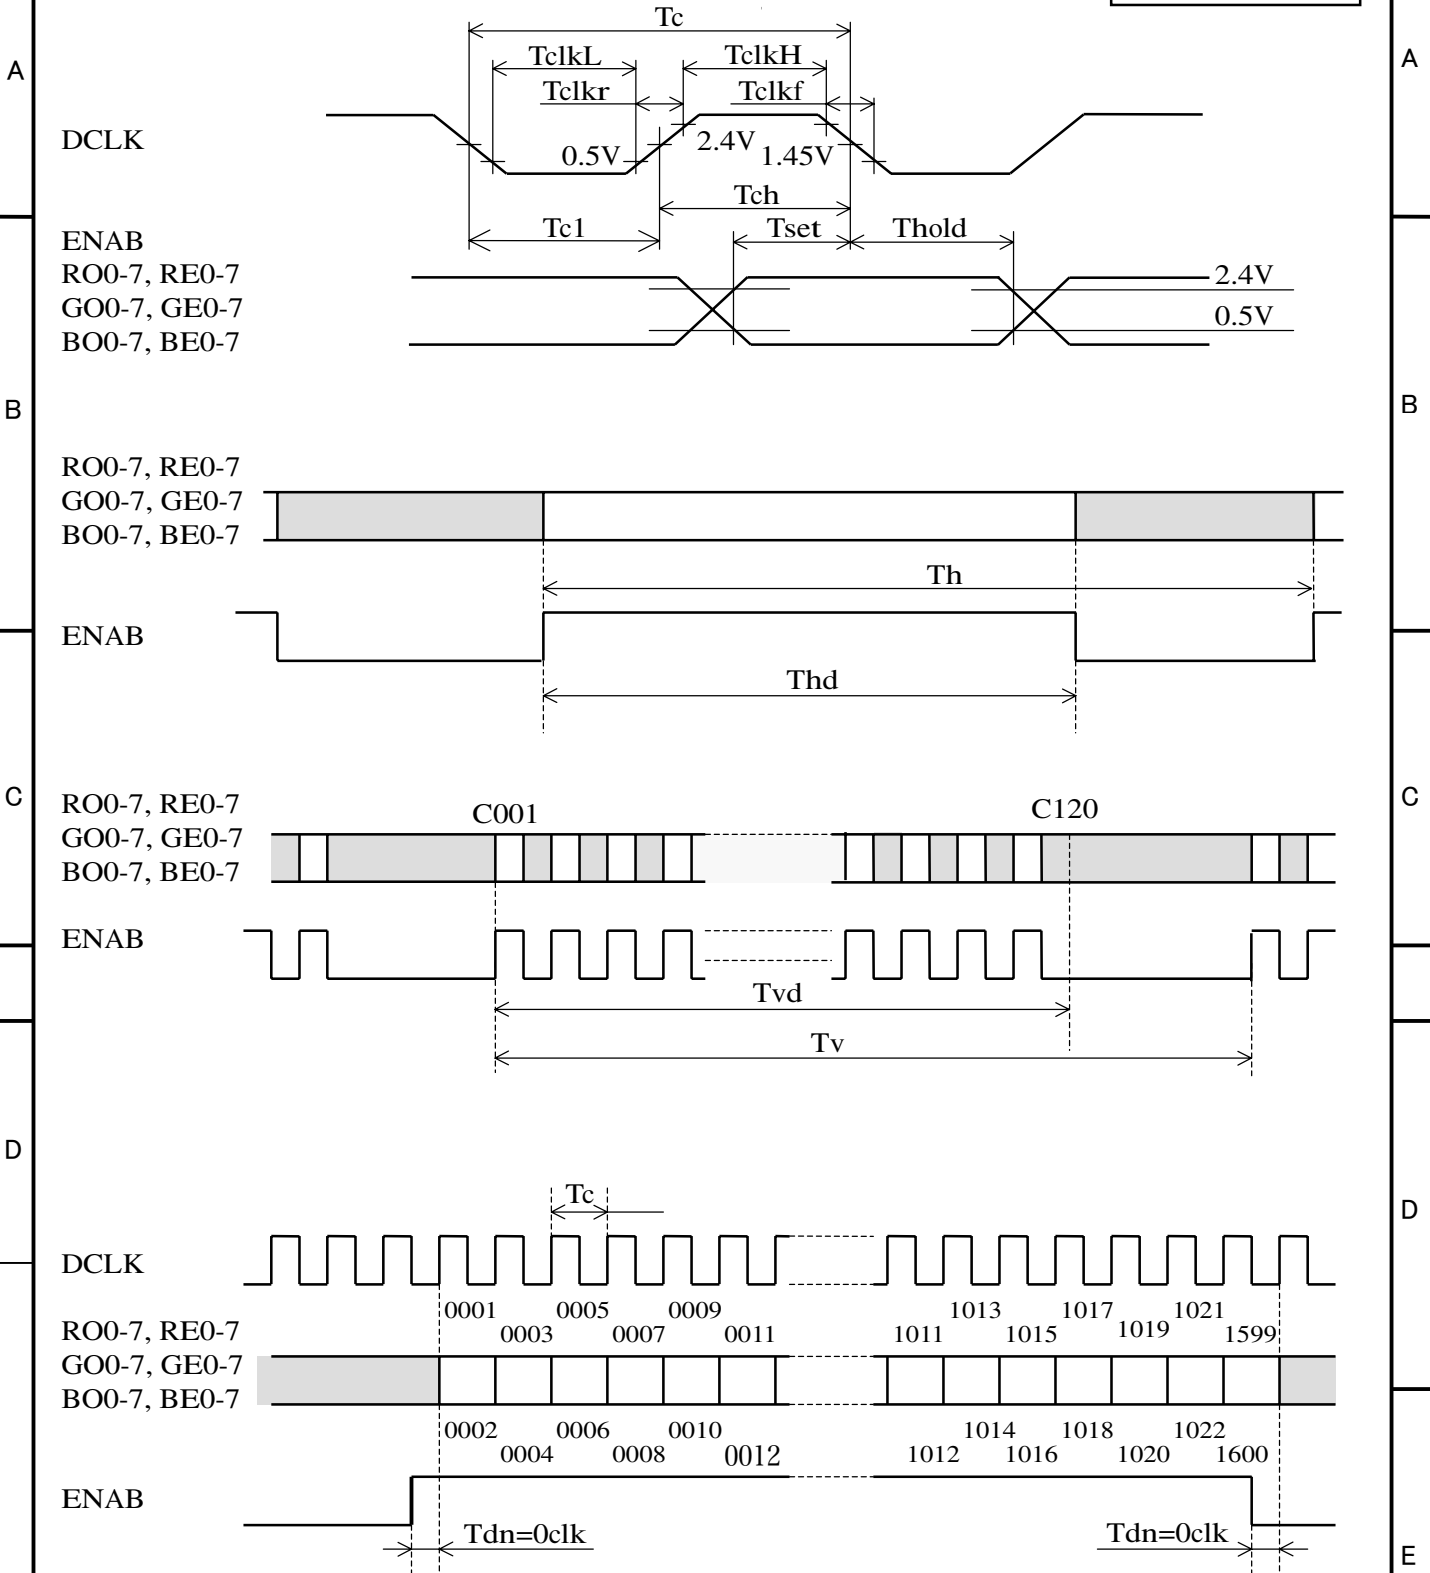 Tc
A
A
TclkL
TclkH
Tclkr
Tclkf
DCLK
0.5V
2.4V
1.45V
Tch
Tc1
Tset
Thold
ENAB
RO0-7, RE0-7
2.4V
GO0-7, GE0-7
0.5V
BO0-7, BE0-7
B
B
RO0-7, RE0-7
GO0-7, GE0-7
BO0-7, BE0-7
Th
ENAB
Thd
C
C
RO0-7, RE0-7
C001
C120
GO0-7, GE0-7
BO0-7, BE0-7
ENAB
Tvd
Tv
D
D
Tc
DCLK
0001 0005 0009 1013 1017 1021
RO0-7, RE0-7
0003 0007 0011 1011 1015 1019 1599
GO0-7, GE0-7
BO0-7, BE0-7
0002 0006 0010 1014 1018 1022
0004 0008 0012 1012 1016 1020 1600
ENAB
Tdn=0clk
Tdn=0clk
E